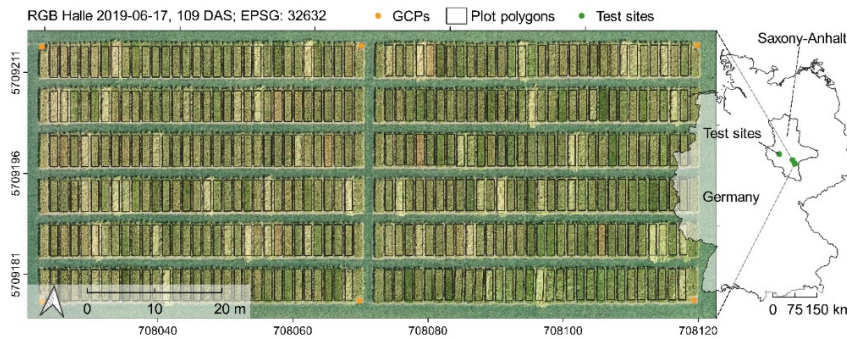 RGB Halle 2019-06-17, 109 DAS; EPSG: 32632
GCPs
Plot polygons
Test sites
Saxony-Anhalt
5709211
5709196
5709181
Test sites
Germany
0 10 20 m
0 75 150 km
708040 708060 708080 708100 708120